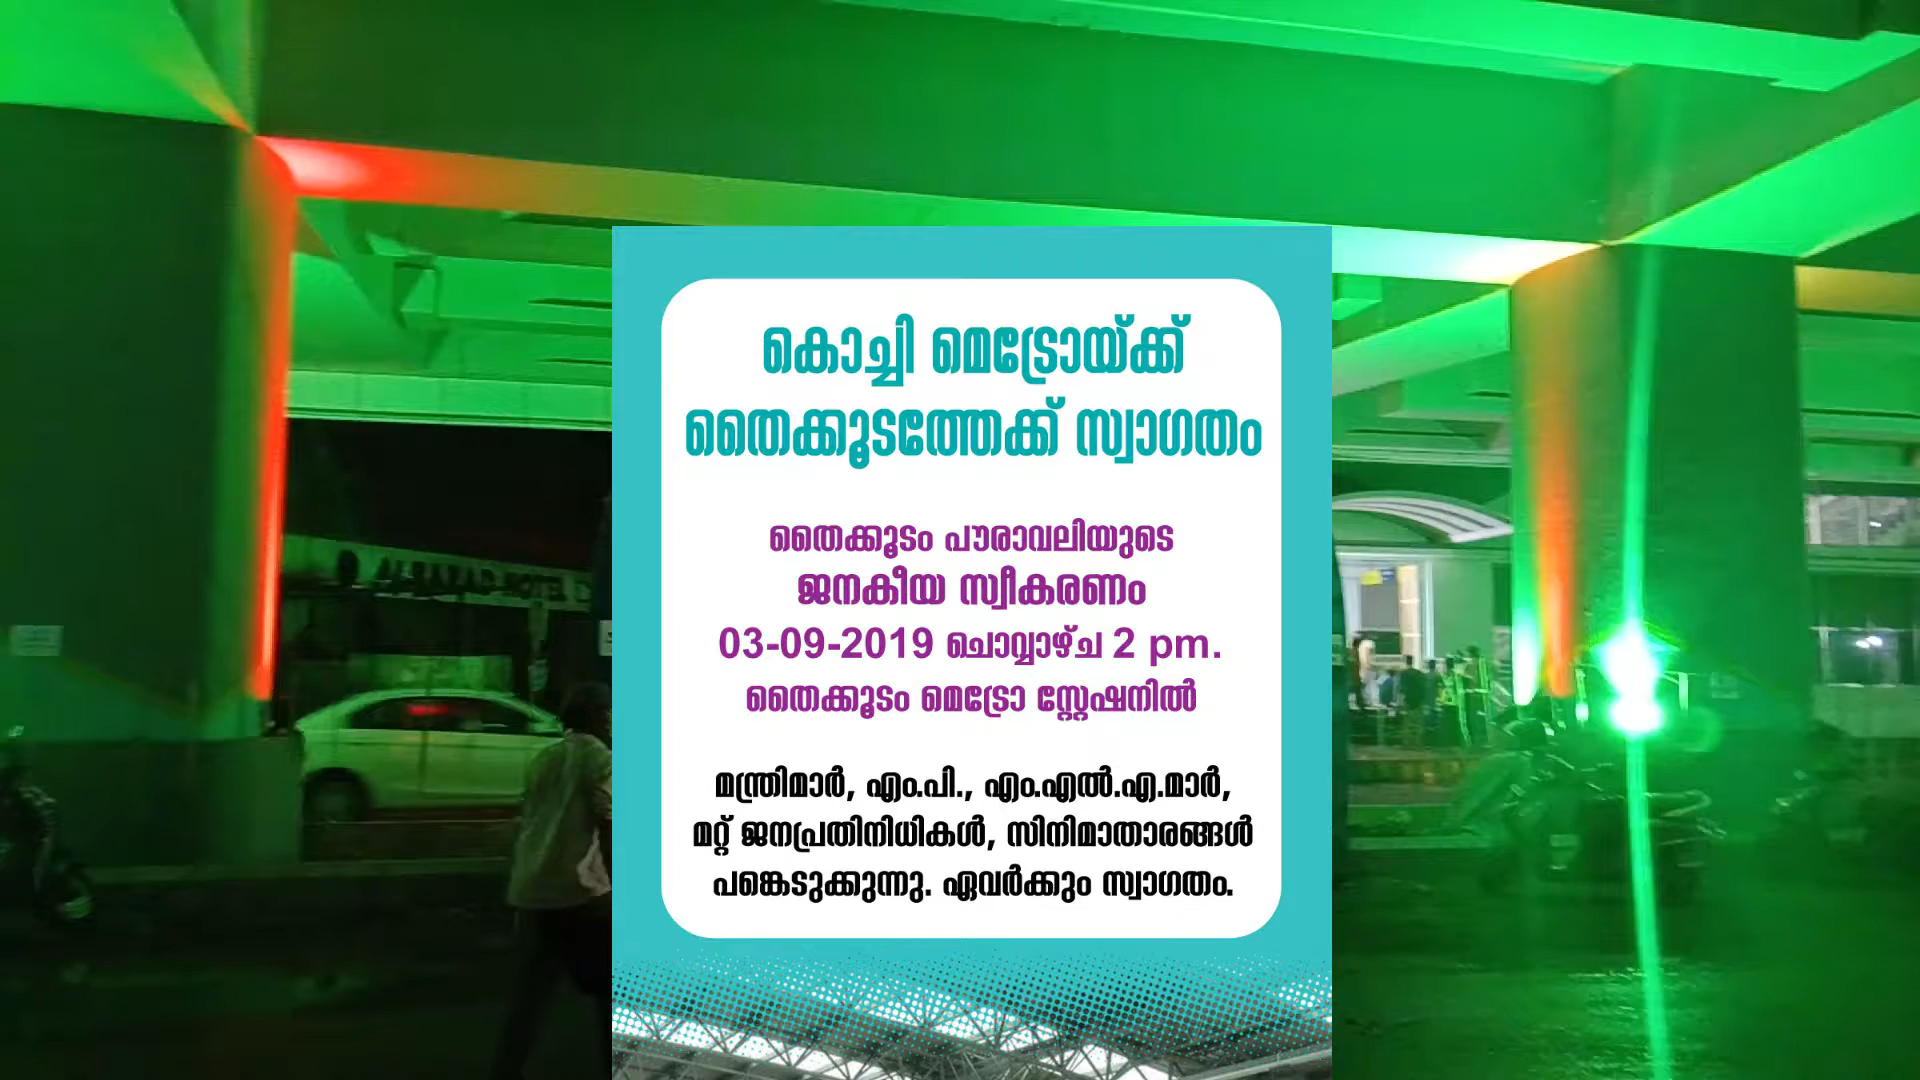 കൊച്ചി മെട്രോയ്ക്ക്
തൈക്കൂടത്തേക്ക് സ്വാഗതം
തൈക്കൂടം പൗരാവലിയുടെ
ജനകീയ സ്വീകരണം
03-09-2019 ചൊവ്വാഴ്ച 2 pm.
തൈക്കൂടം മെട്രോ സ്റ്റേഷനിൽ
മന്ത്രിമാർ, എം.പി., എം.എൽ.എ.മാർ,
മറ്റ് ജനപ്രതിനിധികൾ, സിനിമാതാരങ്ങൾ
പങ്കെടുക്കുന്നു. ഏവർക്കും സ്വാഗതം.